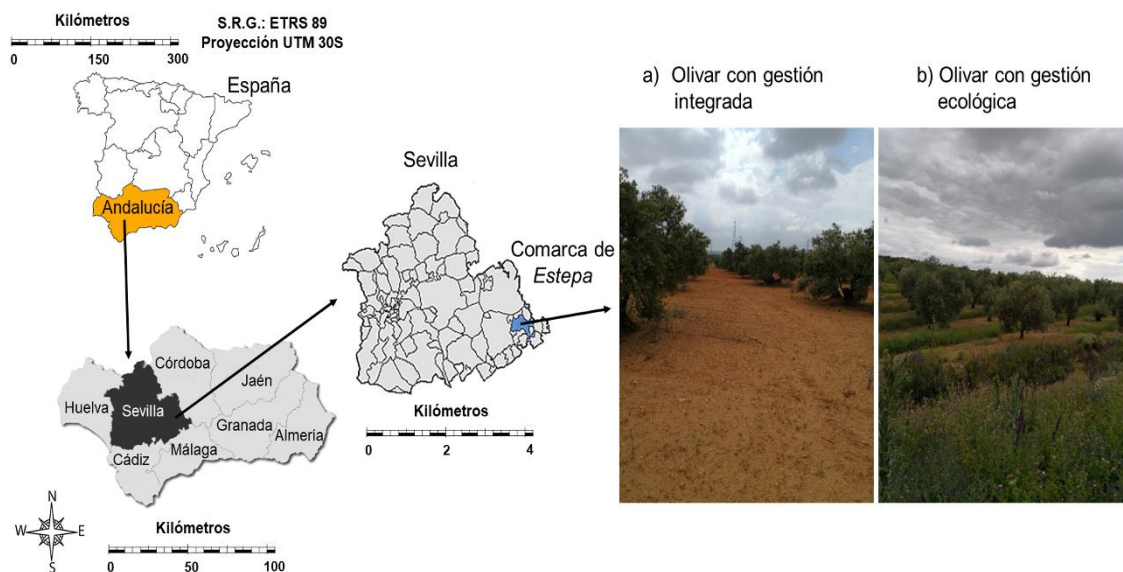 Kilómetros
0 150 300
S.R.G.: ETRS 89
Proyección UTM 30S
España
Andalucía
Córdoba
Jaén
Huelva
Sevilla
Granada
Almería
Málaga
Cádiz
N
W E
S
Kilómetros
0 50 100
Sevilla
Comarca de
Estepa
Kilómetros
0 2 4
a) Olivar con gestión
integrada
b) Olivar con gestión
ecológica